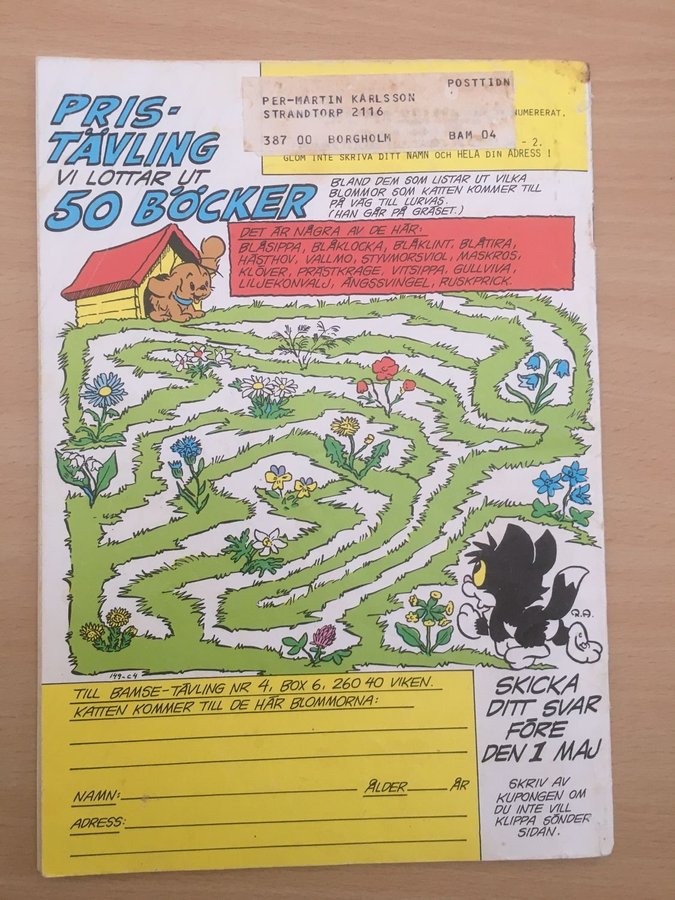 PRIS-
TÄVLING
VI LOTTAR UT
50 BÖCKER
POSTTIDN
PER-MARTIN KARLSSON
STRANDTORP 2116
387 00 BORGHOLM BAM 04
NUMERERAT,
- 2.
GLÖM INTE SKRIVA DITT NAMN OCH HELA DIN ADRESS !
BLAND DEM SOM LISTAR UT VILKA
BLOMMOR SOM KATTEN KOMMER TILL
PÅ VÄG TILL LURVAS.
(HAN GÅR PÅ GRÄSET.)
DET ÄR NÅGRA AV DE HÄR:
BLÅSIPPA, BLÅKLOCKA, BLÅKLINT, BLÅTIRA,
HÄSTHOV, VALLMO, STYVMORSVIOL, MASKROS,
KLÖVER, PRÄSTKRAGE, VITSIPPA, GULLVIVA,
LILJEKONVALJ, ÄNGSSVINGEL, RUSKPRICK.
R.A.
149-C4
TILL BAMSE-TÄVLING NR 4, BOX 6, 260 40 VIKEN.
KATTEN KOMMER TILL DE HÄR BLOMMORNA:
NAMN: ÅLDER ÅR
ADRESS:
SKICKA
DITT SVAR
FÖRE
DEN 1 MAJ
SKRIV AV
KUPONGEN OM
DU INTE VILL
KLIPPA SÖNDER
SIDAN.